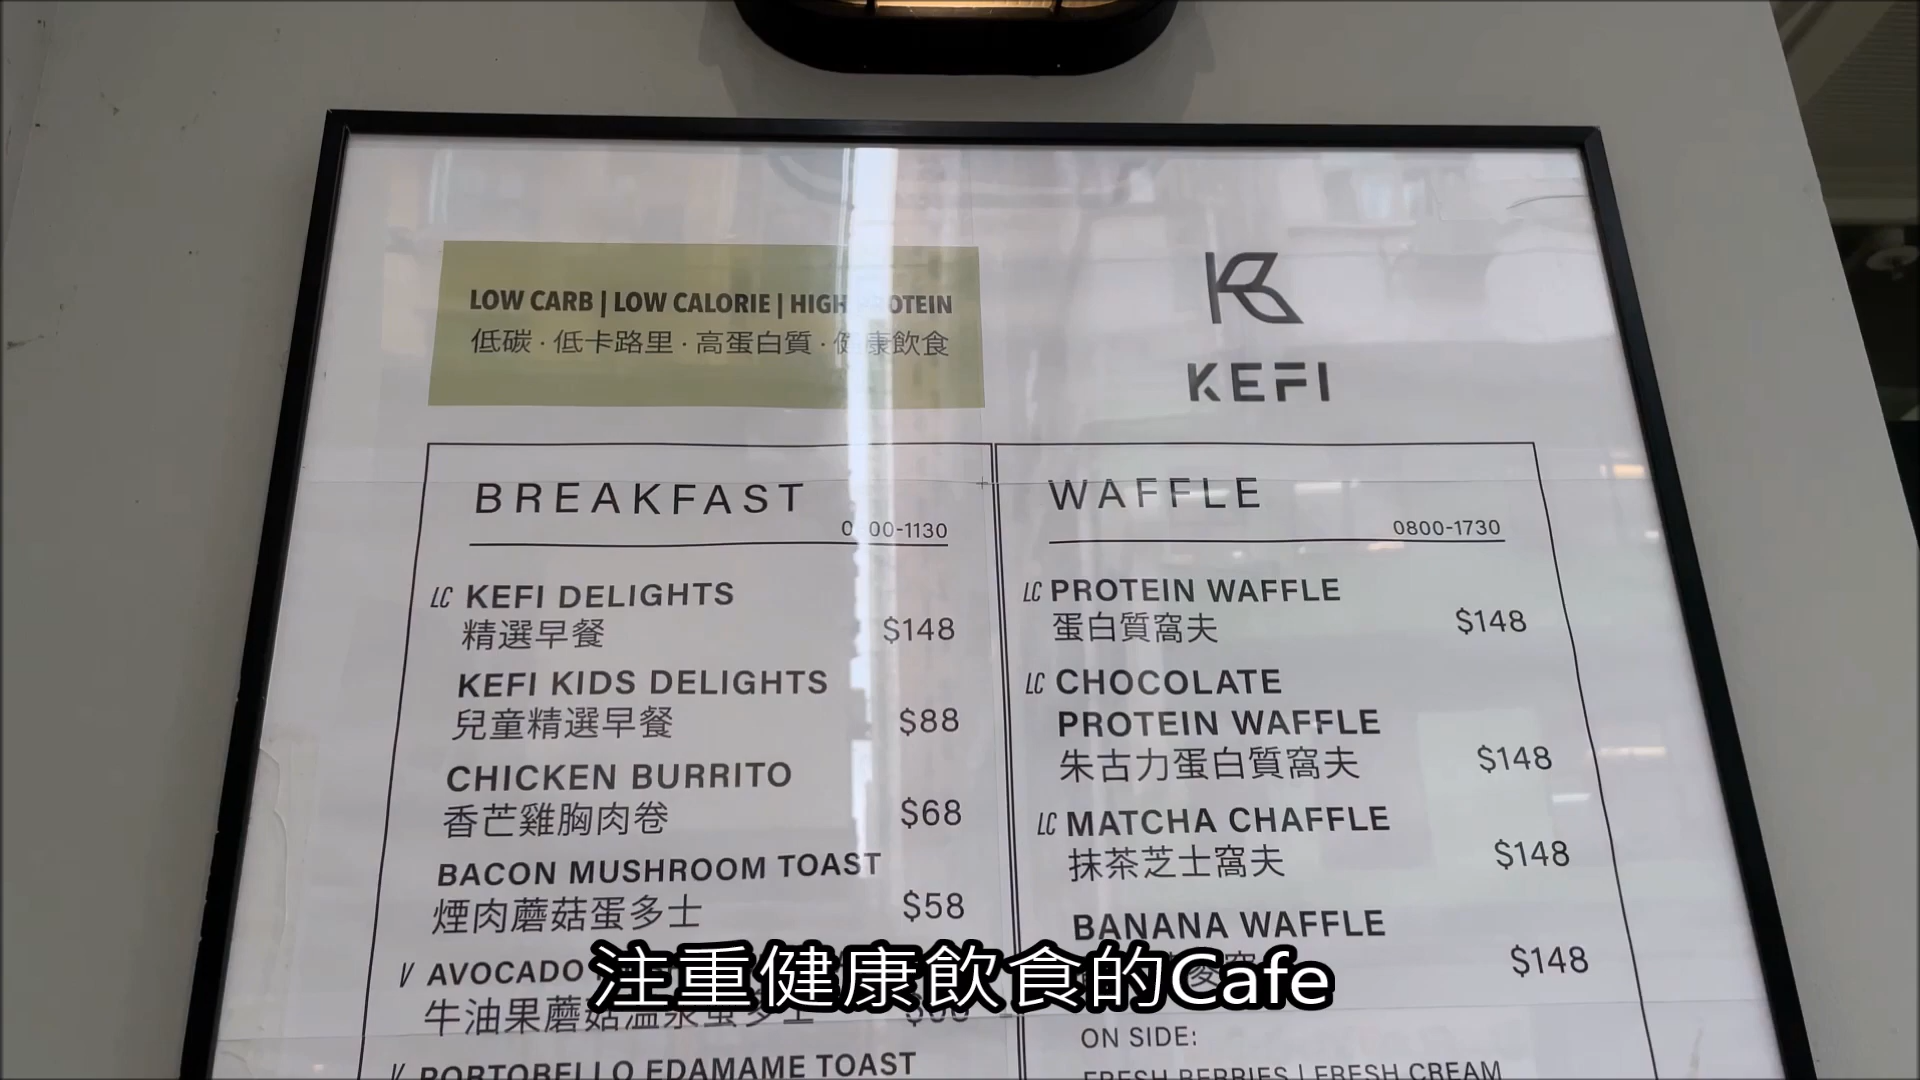 LOW CARB | LOW CALORIE | HIGH
低碳 · 低卡路里 · 高蛋白質 · 健康飲食
KEFI
BREAKFAST
00-1130
LC KEFI DELIGHTS
精選早餐 $148
KEFI KIDS DELIGHTS
兒童精選早餐 $88
CHICKEN BURRITO
香芒雞胸肉卷 $68
BACON MUSHROOM TOAST
煙肉蘑菇蛋多士 $58
V AVOCADO
牛油果蘑菇溫泉蛋多士
V PORTOBELLO EDAMAME TOAST
WAFFLE
0800-1730
LC PROTEIN WAFFLE
蛋白質窩夫 $148
LC CHOCOLATE
PROTEIN WAFFLE
朱古力蛋白質窩夫 $148
LC MATCHA CHAFFLE
抹茶芝士窩夫 $148
BANANA WAFFLE
$148
ON SIDE:
FRESH BERRIES | FRESH CREAM
注重健康飲食的Cafe